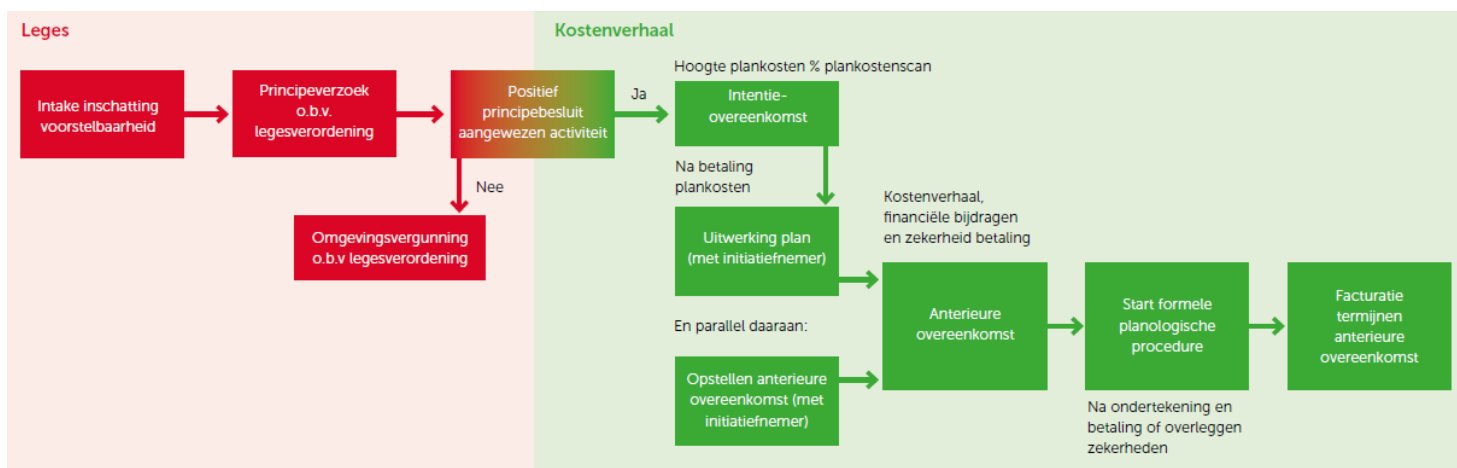 Leges
Kostenverhaal
Intake inschatting
voorstelbaarheid
Principeverzoek
o.b.v.
legesverordening
Positief
principebesluit
aangewezen activiteit
Ja
Nee
Omgevingsvergunning
o.b.v legesverordening
Hoogte plankosten % plankostenscan
Intentie-
overeenkomst
Na betaling
plankosten
Uitwerking plan
(met initiatiefnemer)
En parallel daaraan:
Opstellen anterieure
overeenkomst (met
initiatiefnemer)
Kostenverhaal,
financiële bijdragen
en zekerheid betaling
Anterieure
overeenkomst
Start formele
planologische
procedure
Na ondertekening en
betaling of overleggen
zekerheden
Facturatie
termijnen
anterieure
overeenkomst